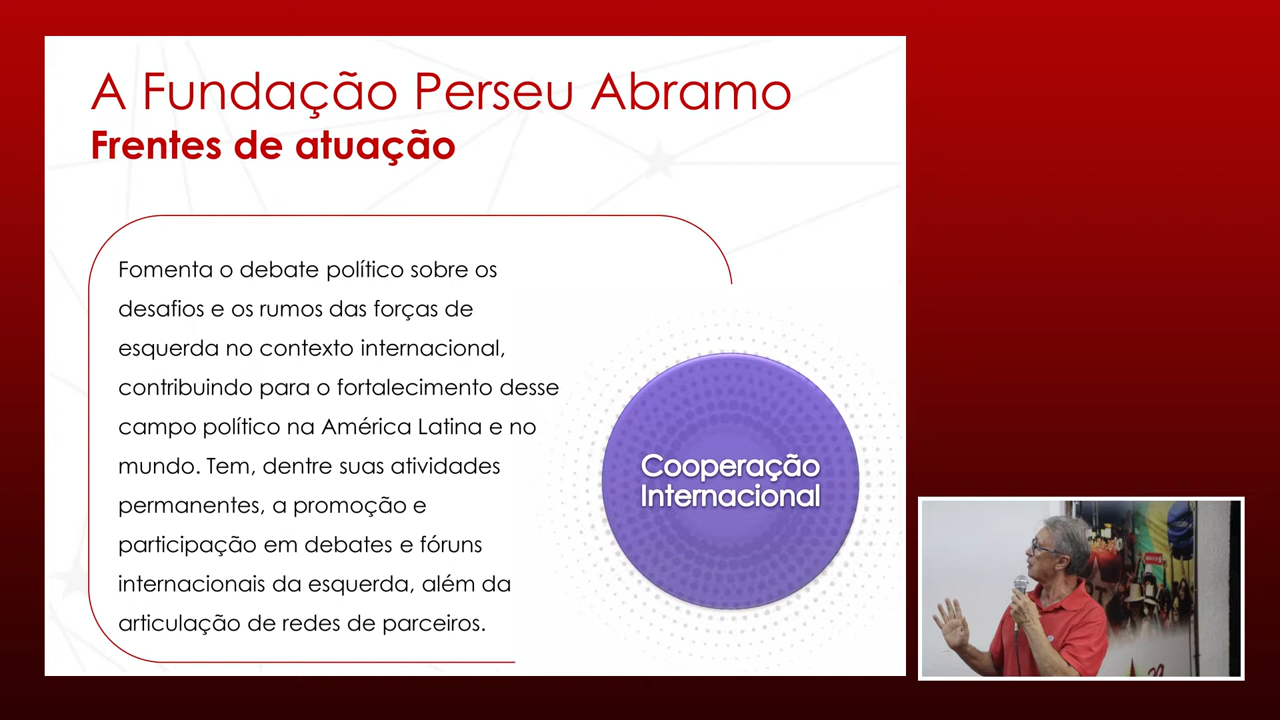 A Fundação Perseu Abramo
Frentes de atuação
Fomenta o debate político sobre os
desafios e os rumos das forças de
esquerda no contexto internacional,
contribuindo para o fortalecimento desse
campo político na América Latina e no
mundo. Tem, dentre suas atividades
permanentes, a promoção e
participação em debates e fóruns
internacionais da esquerda, além da
articulação de redes de parceiros.
Cooperação
Internacional